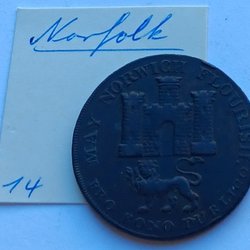 Norfolk
14
MAY NORWICH FLOURISH
PRO BONO PUBLICO